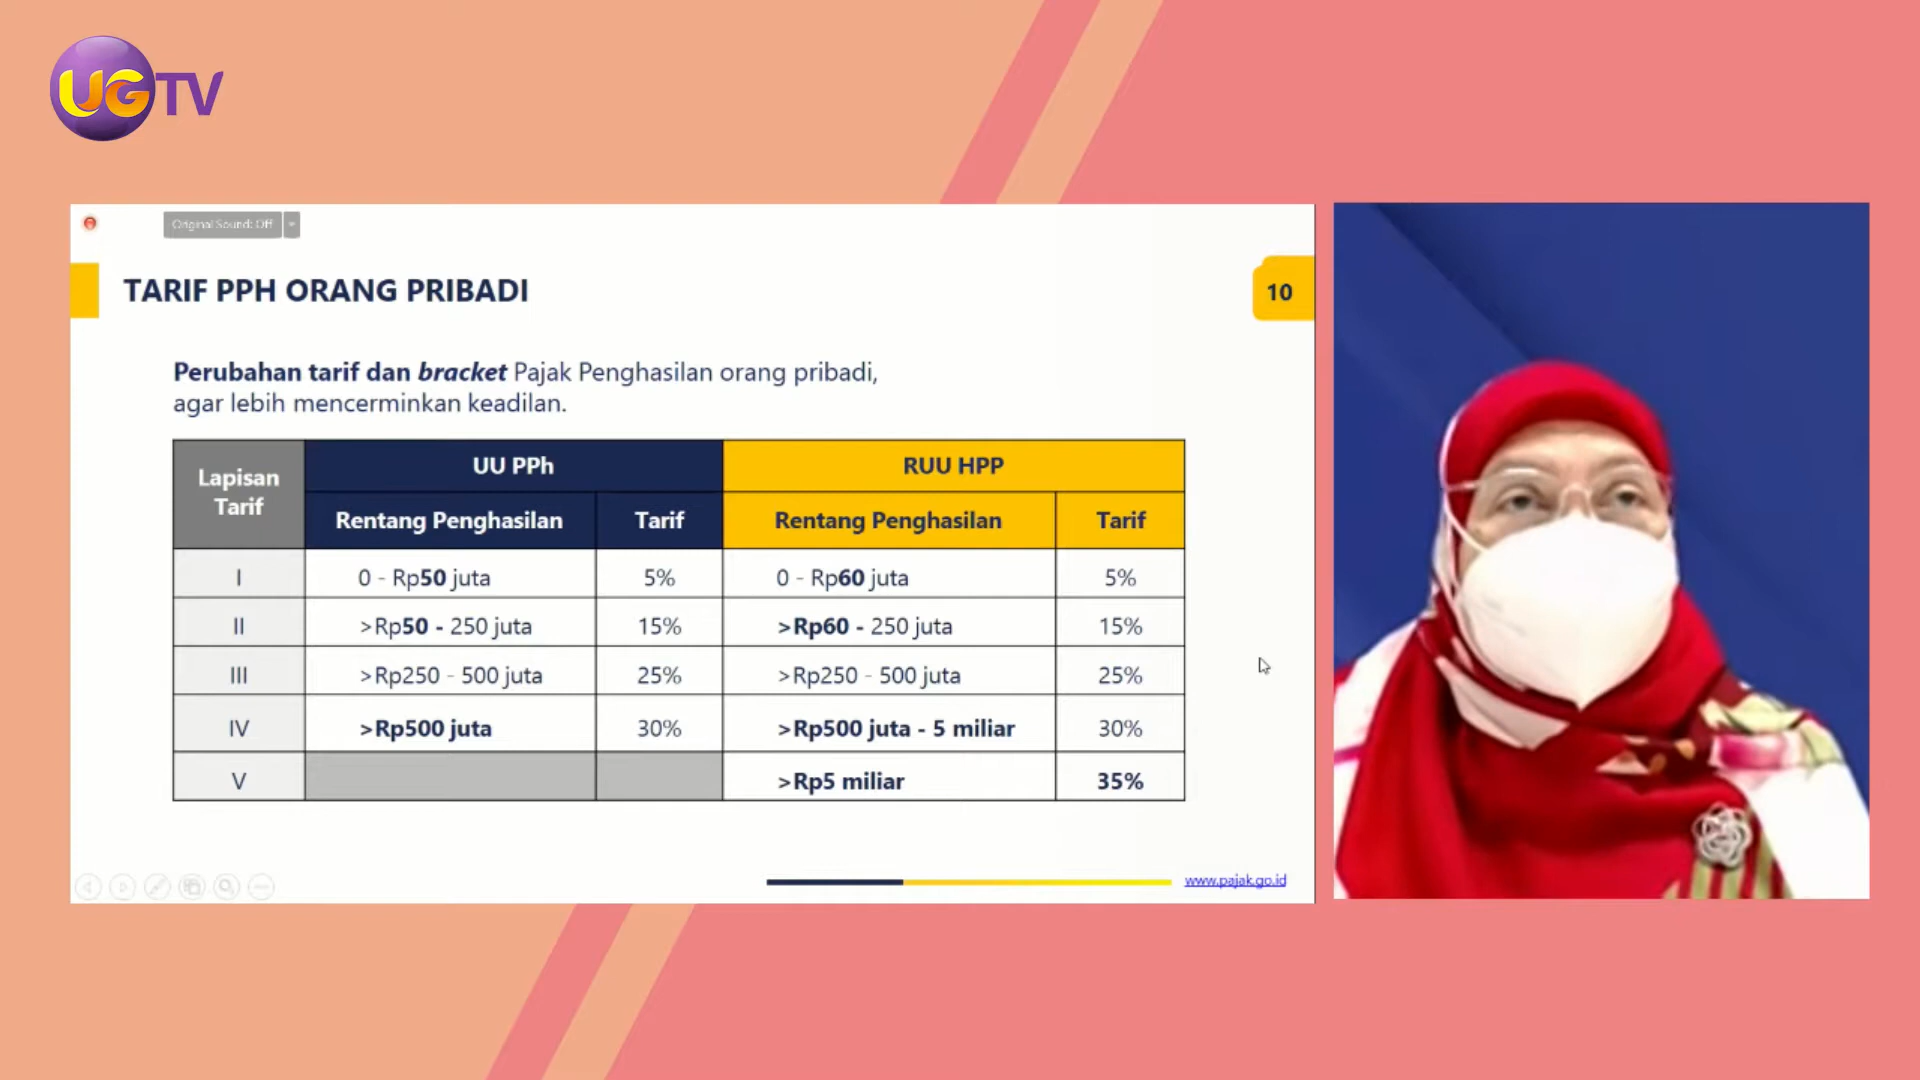 UGTV
Original Sound: Off
TARIF PPH ORANG PRIBADI
10
Perubahan tarif dan bracket Pajak Penghasilan orang pribadi,
agar lebih mencerminkan keadilan.
Lapisan Tarif UU PPh RUU HPP
Rentang Penghasilan Tarif Rentang Penghasilan Tarif
I 0 - Rp50 juta 5% 0 - Rp60 juta 5%
II >Rp50 - 250 juta 15% >Rp60 - 250 juta 15%
III >Rp250 - 500 juta 25% >Rp250 - 500 juta 25%
IV >Rp500 juta 30% >Rp500 juta - 5 miliar 30%
V >Rp5 miliar 35%
www.pajak.go.id